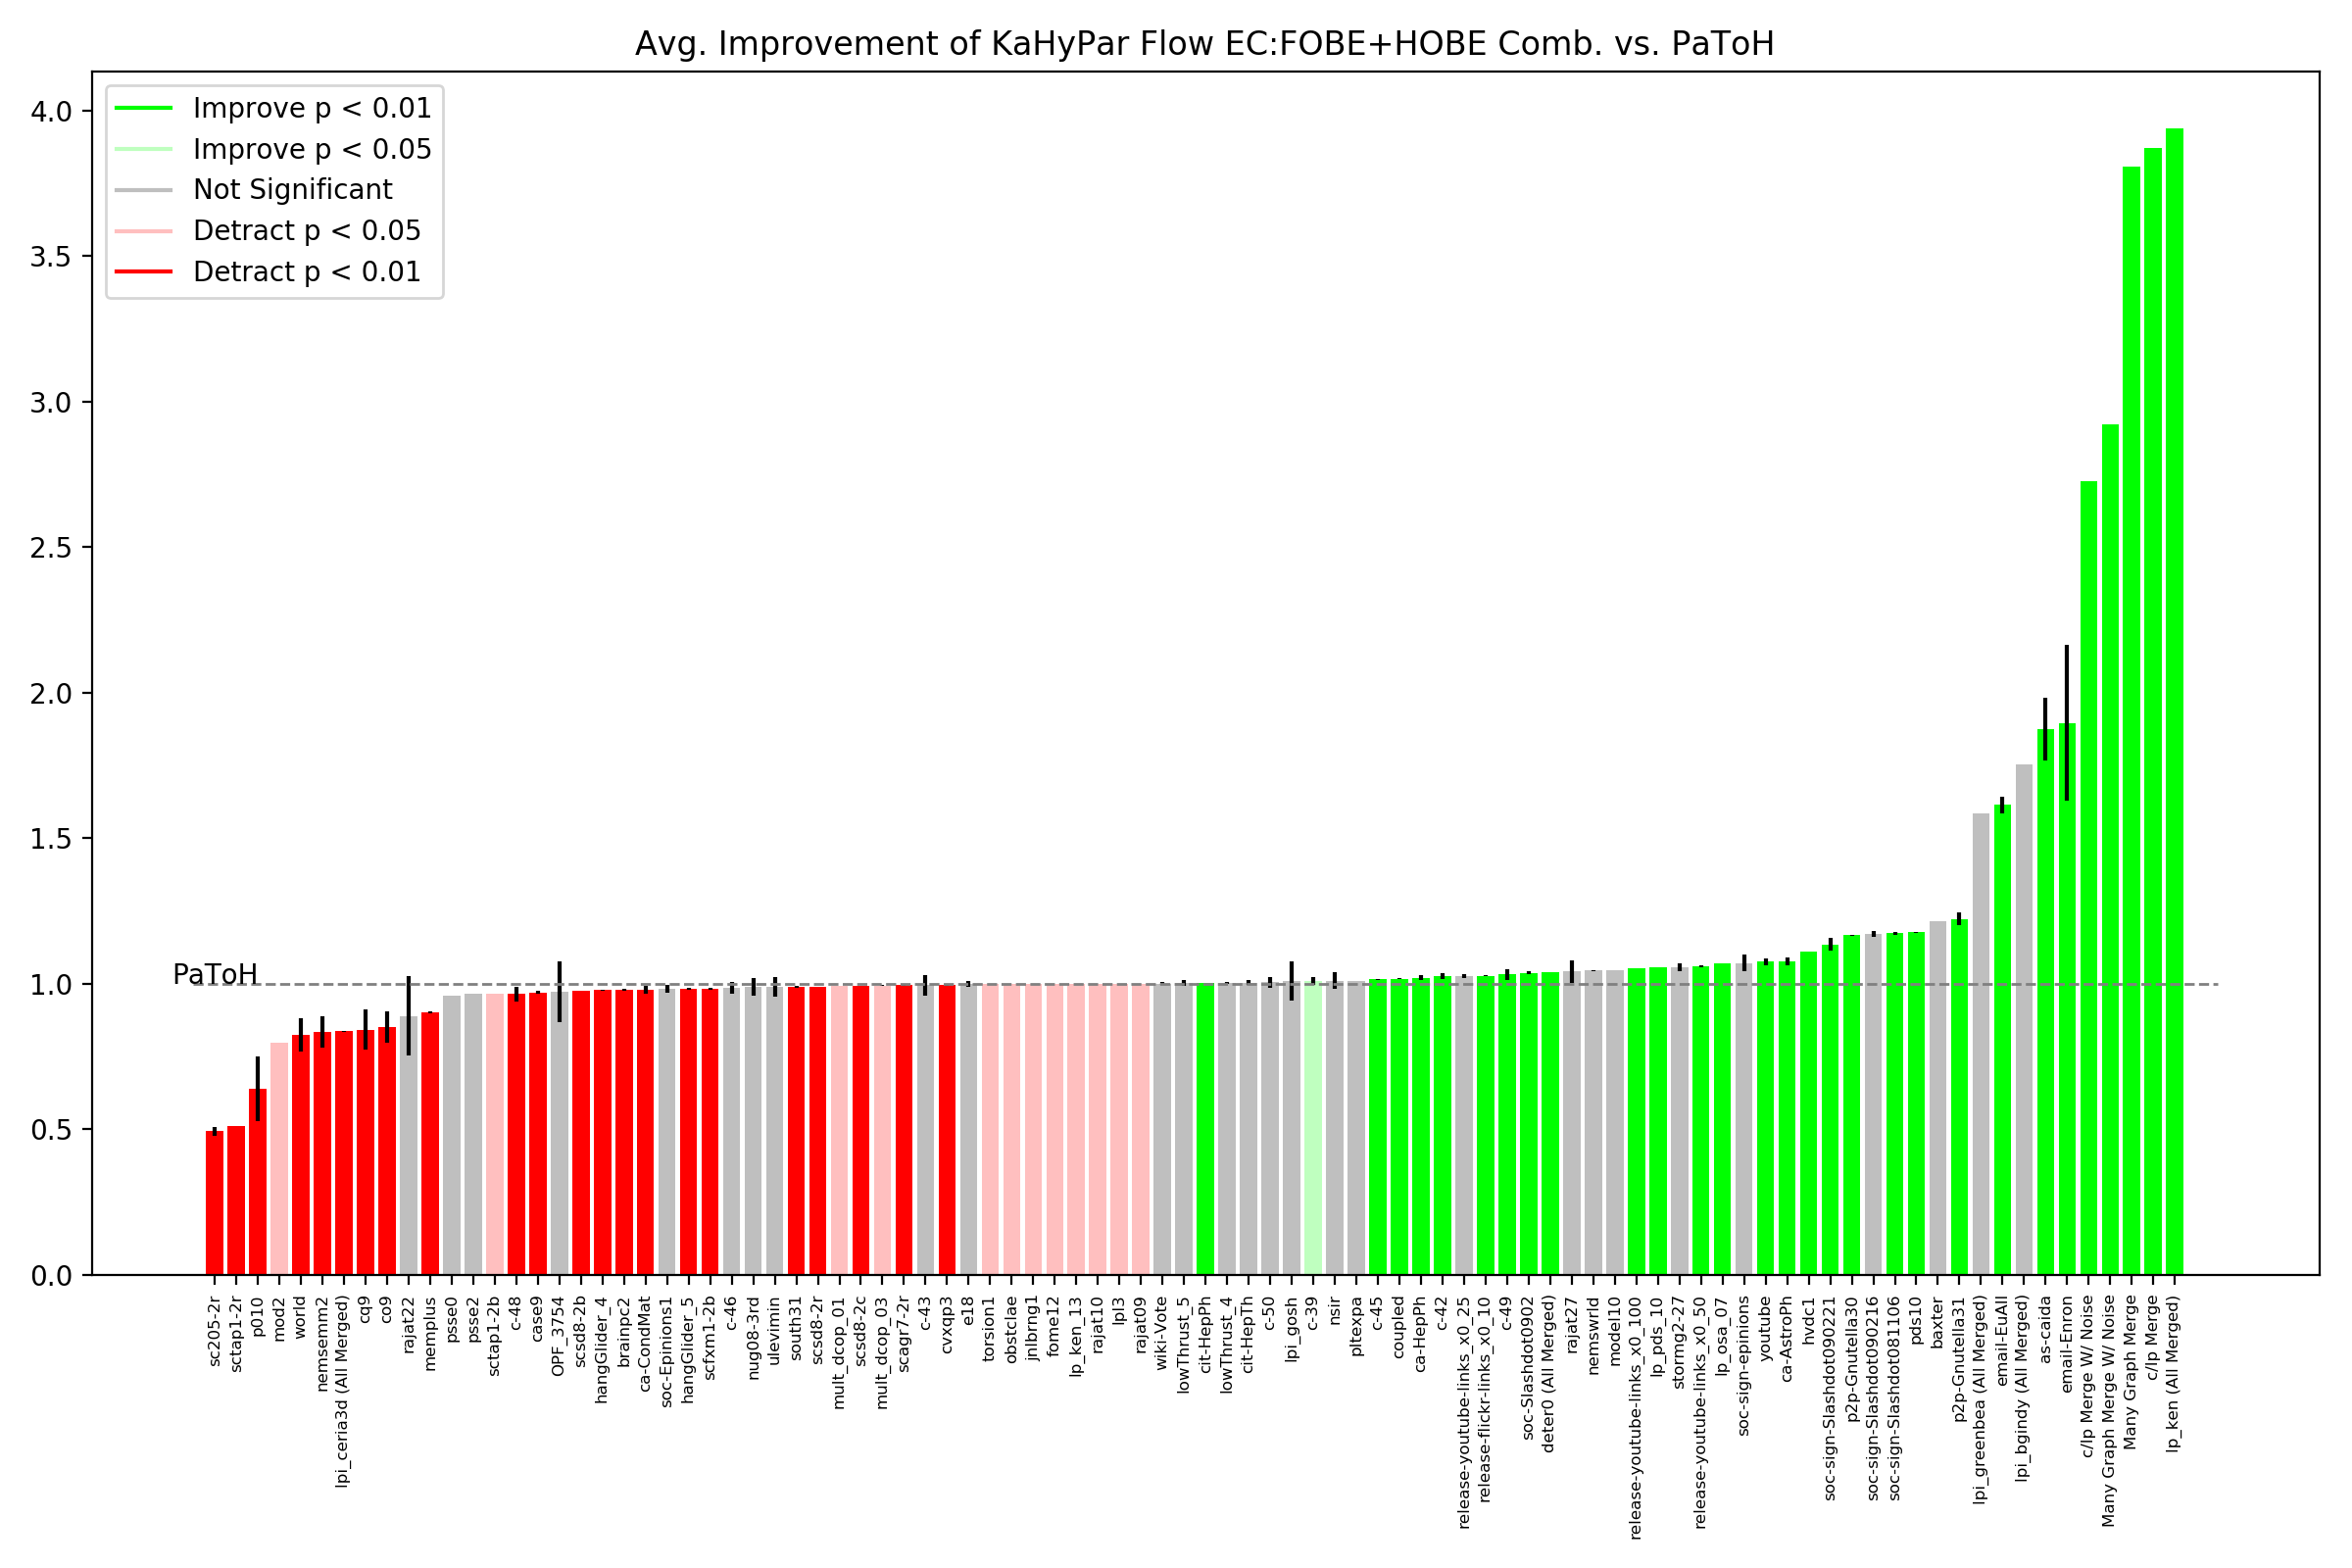 Avg. Improvement of KaHyPar Flow EC:FOBE+HOBE Comb. vs. PaToH
Improve p < 0.01
Improve p < 0.05
Not Significant
Detract p < 0.05
Detract p < 0.01
4.0
3.5
3.0
2.5
2.0
1.5
1.0
0.5
0.0
PaToH
sc205-2r
sctap1-2r
p010
mod2
world
nemsemm2
lpi_ceria3d (All Merged)
cq9
co9
rajat22
memplus
psse0
psse2
sctap1-2b
c-48
case9
OPF_3754
scsd8-2b
hangGlider_4
brainpc2
ca-CondMat
soc-Epinions1
hangGlider_5
scfxm1-2b
c-46
nug08-3rd
ulevimin
south31
scsd8-2r
mult_dcop_01
scsd8-2c
mult_dcop_03
scagr7-2r
c-43
cvxqp3
e18
torsion1
obstclae
jnlbrng1
fome12
lp_ken_13
rajat10
lpl3
rajat09
wiki-Vote
lowThrust_5
cit-HepPh
lowThrust_4
cit-HepTh
c-50
lpi_gosh
c-39
nsir
pltexpa
c-45
coupled
ca-HepPh
c-42
release-youtube-links_x0_25
release-flickr-links_x0_10
c-49
soc-Slashdot0902
deter0 (All Merged)
rajat27
nemswrld
model10
release-youtube-links_x0_100
lp_pds_10
stormg2-27
release-youtube-links_x0_50
lp_osa_07
soc-sign-epinions
youtube
ca-AstroPh
hvdc1
soc-sign-Slashdot090221
p2p-Gnutella30
soc-sign-Slashdot090216
soc-sign-Slashdot081106
pds10
baxter
p2p-Gnutella31
lpi_greenbea (All Merged)
email-EuAll
lpi_bgindy (All Merged)
as-caida
email-Enron
c/lp Merge W/ Noise
Many Graph Merge W/ Noise
Many Graph Merge
c/lp Merge
lp_ken (All Merged)